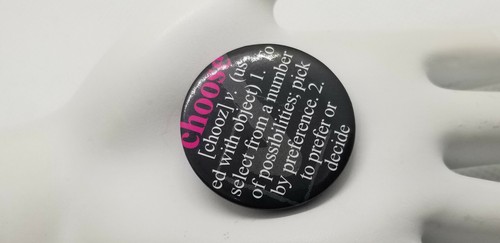 choose
[chooz] v. (us-
ed with object) 1. To
select from a number
of possibilities; pick
by preference. 2.
to prefer or
decide